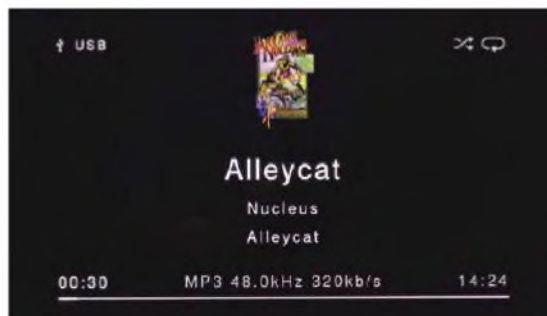 USB
Alleycat
Nucleus
Alleycat
00:30 MP3 48.0kHz 320kb/s 14:24